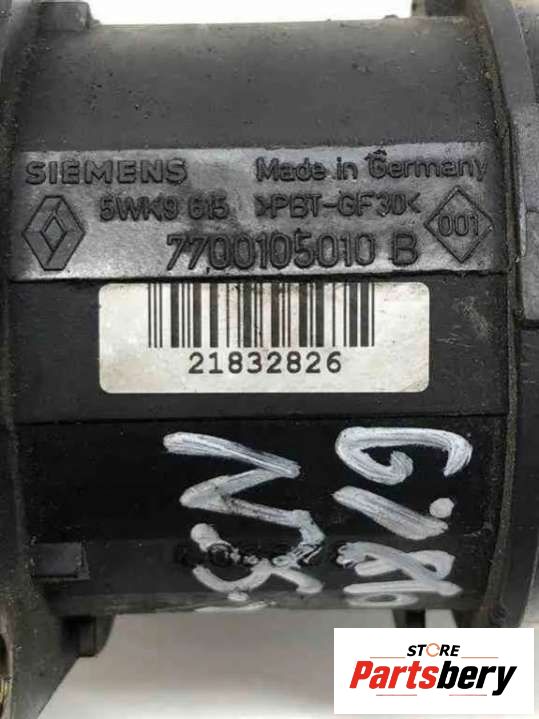 SIEMENS Made in Germany
5WK9 615 >PBT-GF30<
001
7700105010 B
21832826
STORE
Partsbery